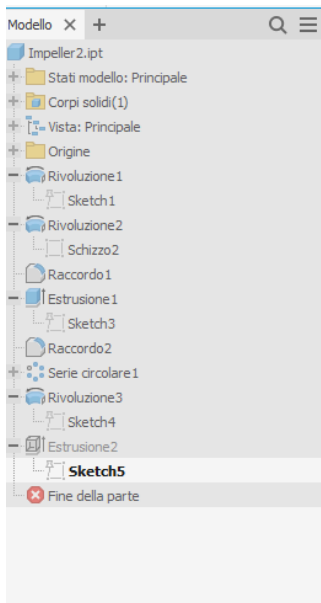 Modello
Impeller2.ipt
Stati modello: Principale
Corpi solidi(1)
Vista: Principale
Origine
Rivoluzione1
Sketch1
Rivoluzione2
Schizzo2
Raccordo1
Estrusione1
Sketch3
Raccordo2
Serie circolare1
Rivoluzione3
Sketch4
Estrusione2
Sketch5
Fine della parte